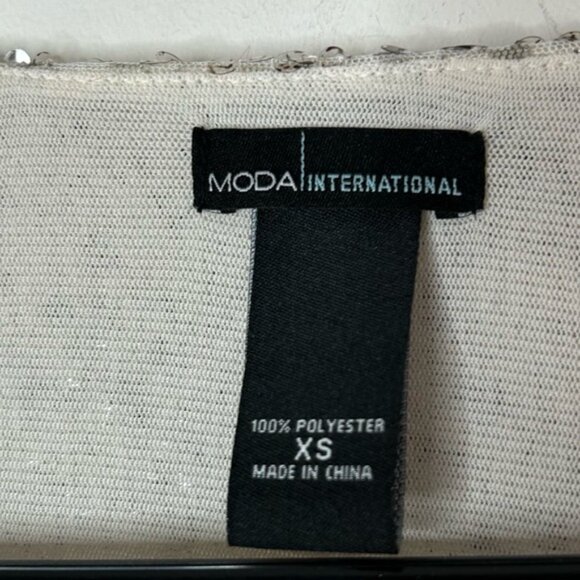 MODA INTERNATIONAL
100% POLYESTER
XS
MADE IN CHINA